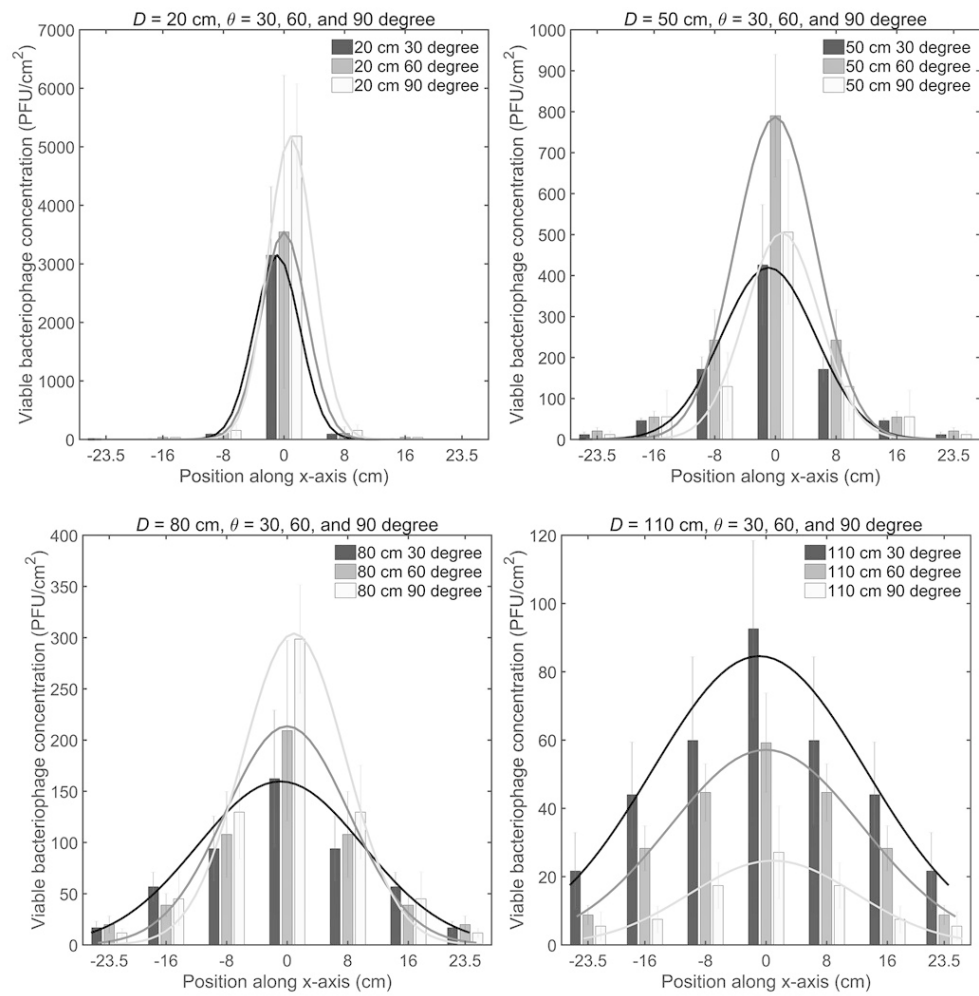 D = 20 cm, θ = 30, 60, and 90 degree
7000
6000
5000
4000
3000
2000
1000
0
Viable bacteriophage concentration (PFU/cm²)
20 cm 30 degree
20 cm 60 degree
20 cm 90 degree
-23.5 -16 -8 0 8 16 23.5
Position along x-axis (cm)
D = 50 cm, θ = 30, 60, and 90 degree
1000
900
800
700
600
500
400
300
200
100
0
Viable bacteriophage concentration (PFU/cm²)
50 cm 30 degree
50 cm 60 degree
50 cm 90 degree
-23.5 -16 -8 0 8 16 23.5
Position along x-axis (cm)
D = 80 cm, θ = 30, 60, and 90 degree
400
350
300
250
200
150
100
50
0
Viable bacteriophage concentration (PFU/cm²)
80 cm 30 degree
80 cm 60 degree
80 cm 90 degree
-23.5 -16 -8 0 8 16 23.5
Position along x-axis (cm)
D = 110 cm, θ = 30, 60, and 90 degree
120
100
80
60
40
20
0
Viable bacteriophage concentration (PFU/cm²)
110 cm 30 degree
110 cm 60 degree
110 cm 90 degree
-23.5 -16 -8 0 8 16 23.5
Position along x-axis (cm)